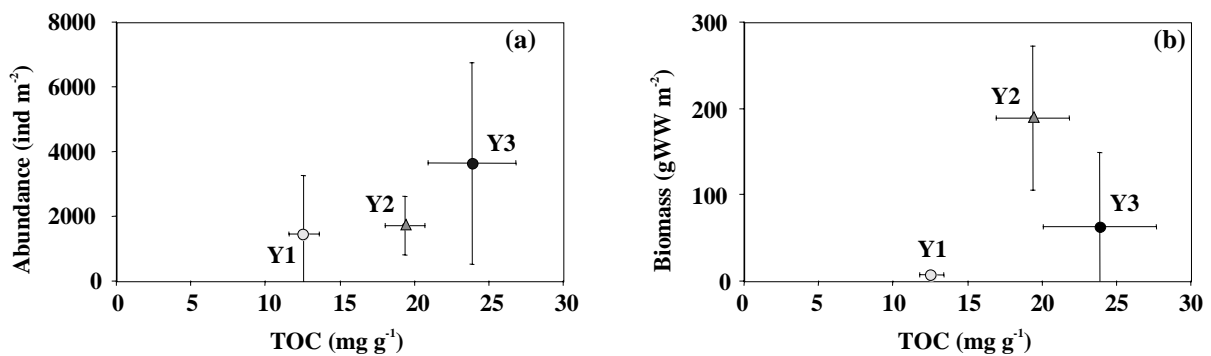 8000
6000
4000
2000
0
Abundance (ind m-2)
(a)
Y1
Y2
Y3
0 5 10 15 20 25 30
TOC (mg g-1)
300
200
100
0
Biomass (gWW m-2)
(b)
Y2
Y3
Y1
0 5 10 15 20 25 30
TOC (mg g-1)